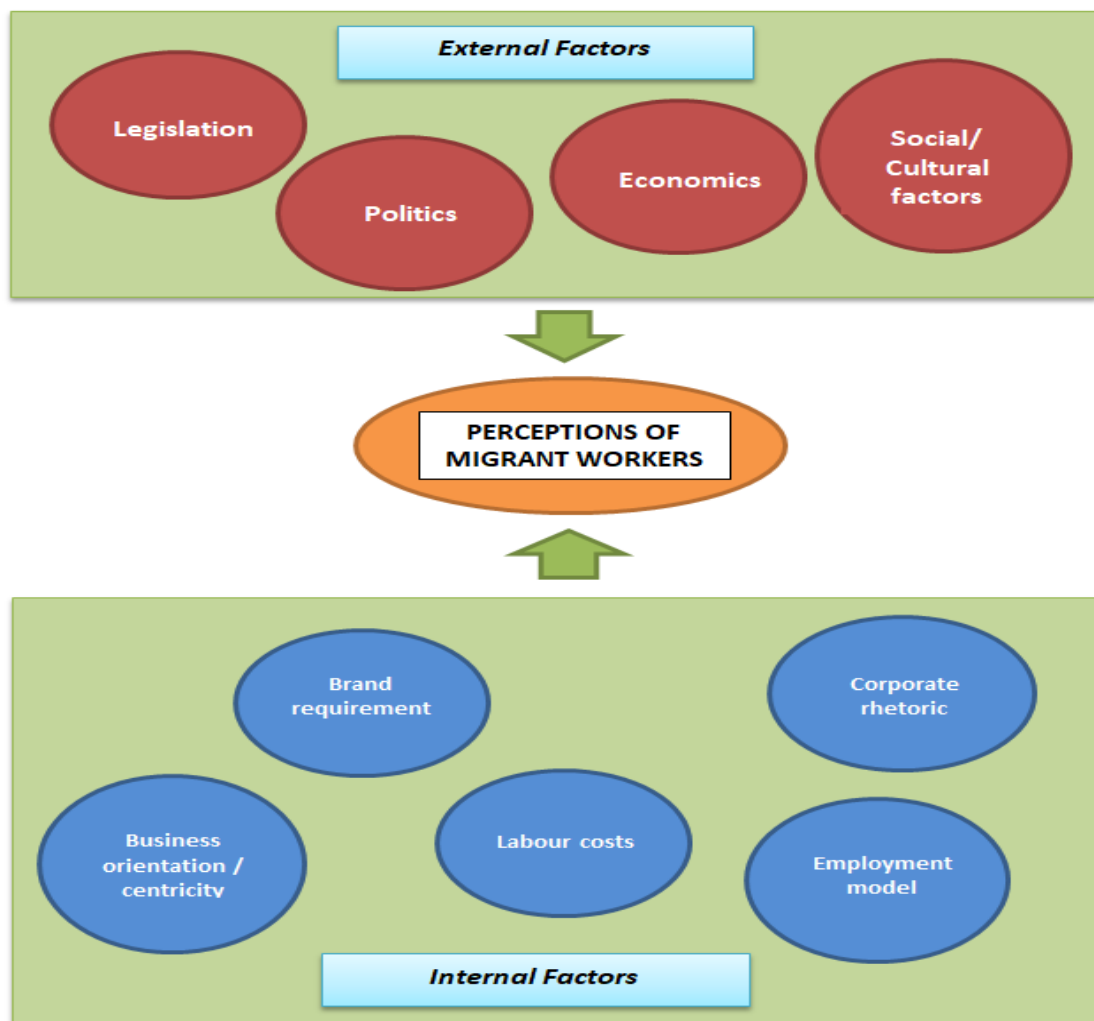 External Factors
Legislation
Politics
Economics
Social/
Cultural
factors
PERCEPTIONS OF
MIGRANT WORKERS
Brand
requirement
Corporate
rhetoric
Business
orientation /
centricity
Labour costs
Employment
model
Internal Factors